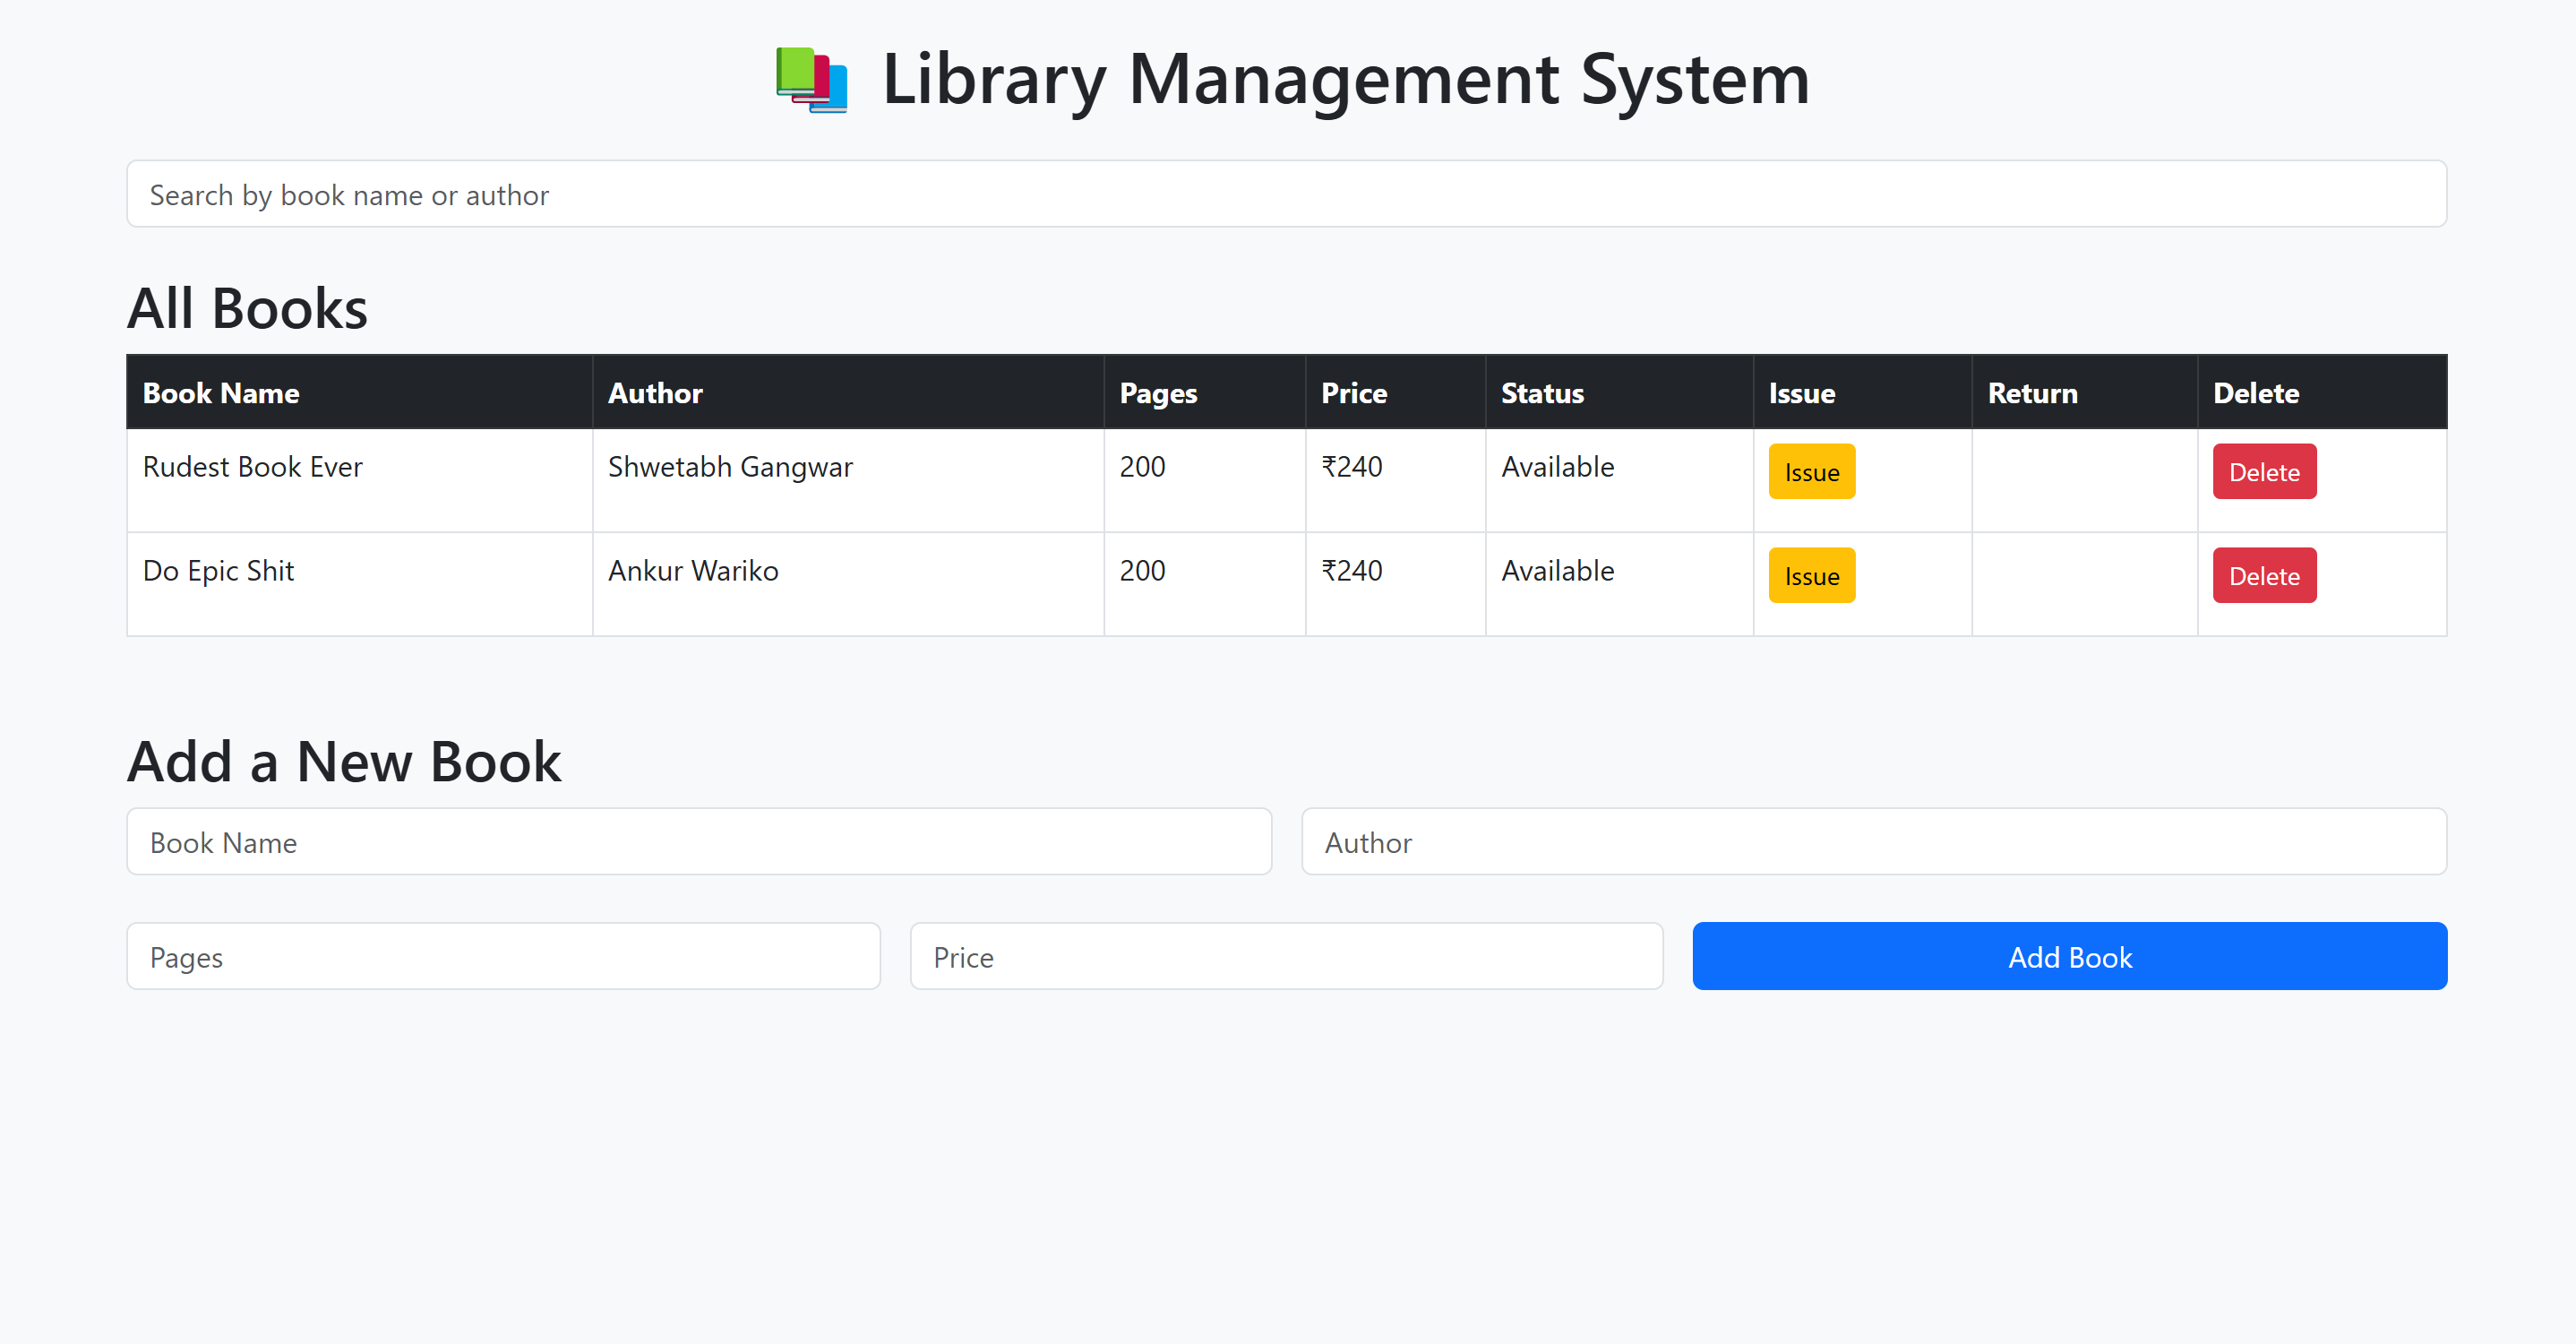 Library Management System
Search by book name or author
All Books
Book Name Author Pages Price Status Issue Return Delete
Rudest Book Ever Shwetabh Gangwar 200 ₹240 Available Issue Delete
Do Epic Shit Ankur Wariko 200 ₹240 Available Issue Delete
Add a New Book
Book Name Author
Pages Price Add Book